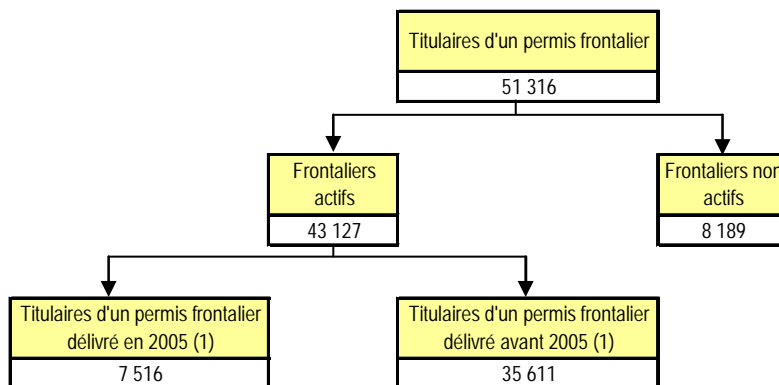 Titulaires d'un permis frontalier
51 316
Frontaliers
actifs
43 127
Frontaliers non
actifs
8 189
Titulaires d'un permis frontalier
délivré en 2005 (1)
7 516
Titulaires d'un permis frontalier
délivré avant 2005 (1)
35 611